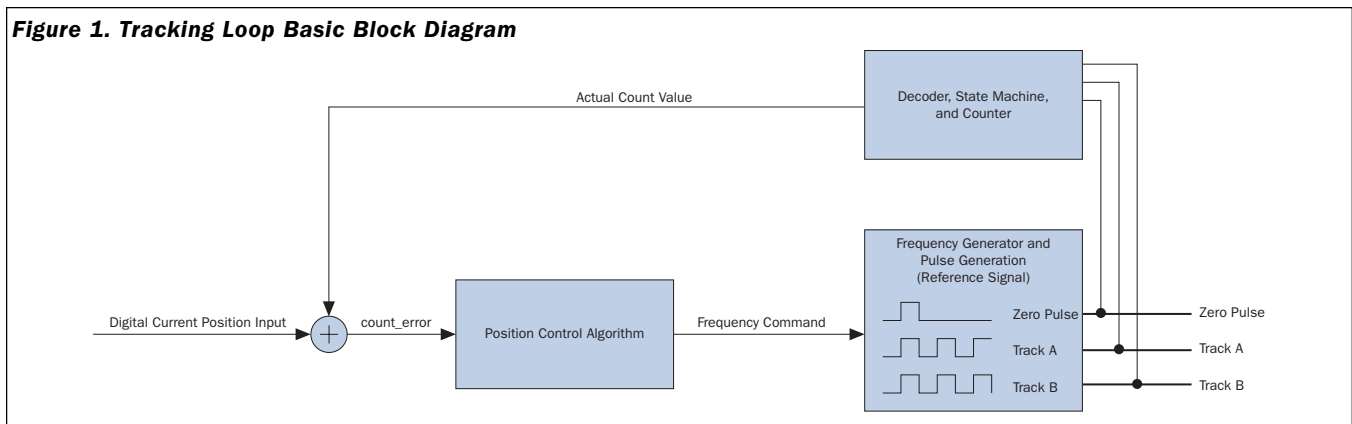 Figure 1. Tracking Loop Basic Block Diagram
Actual Count Value
Decoder, State Machine,
and Counter
Digital Current Position Input
+
count_error
Position Control Algorithm
Frequency Command
Frequency Generator and
Pulse Generation
(Reference Signal)
Zero Pulse
Track A
Track B
Zero Pulse
Track A
Track B